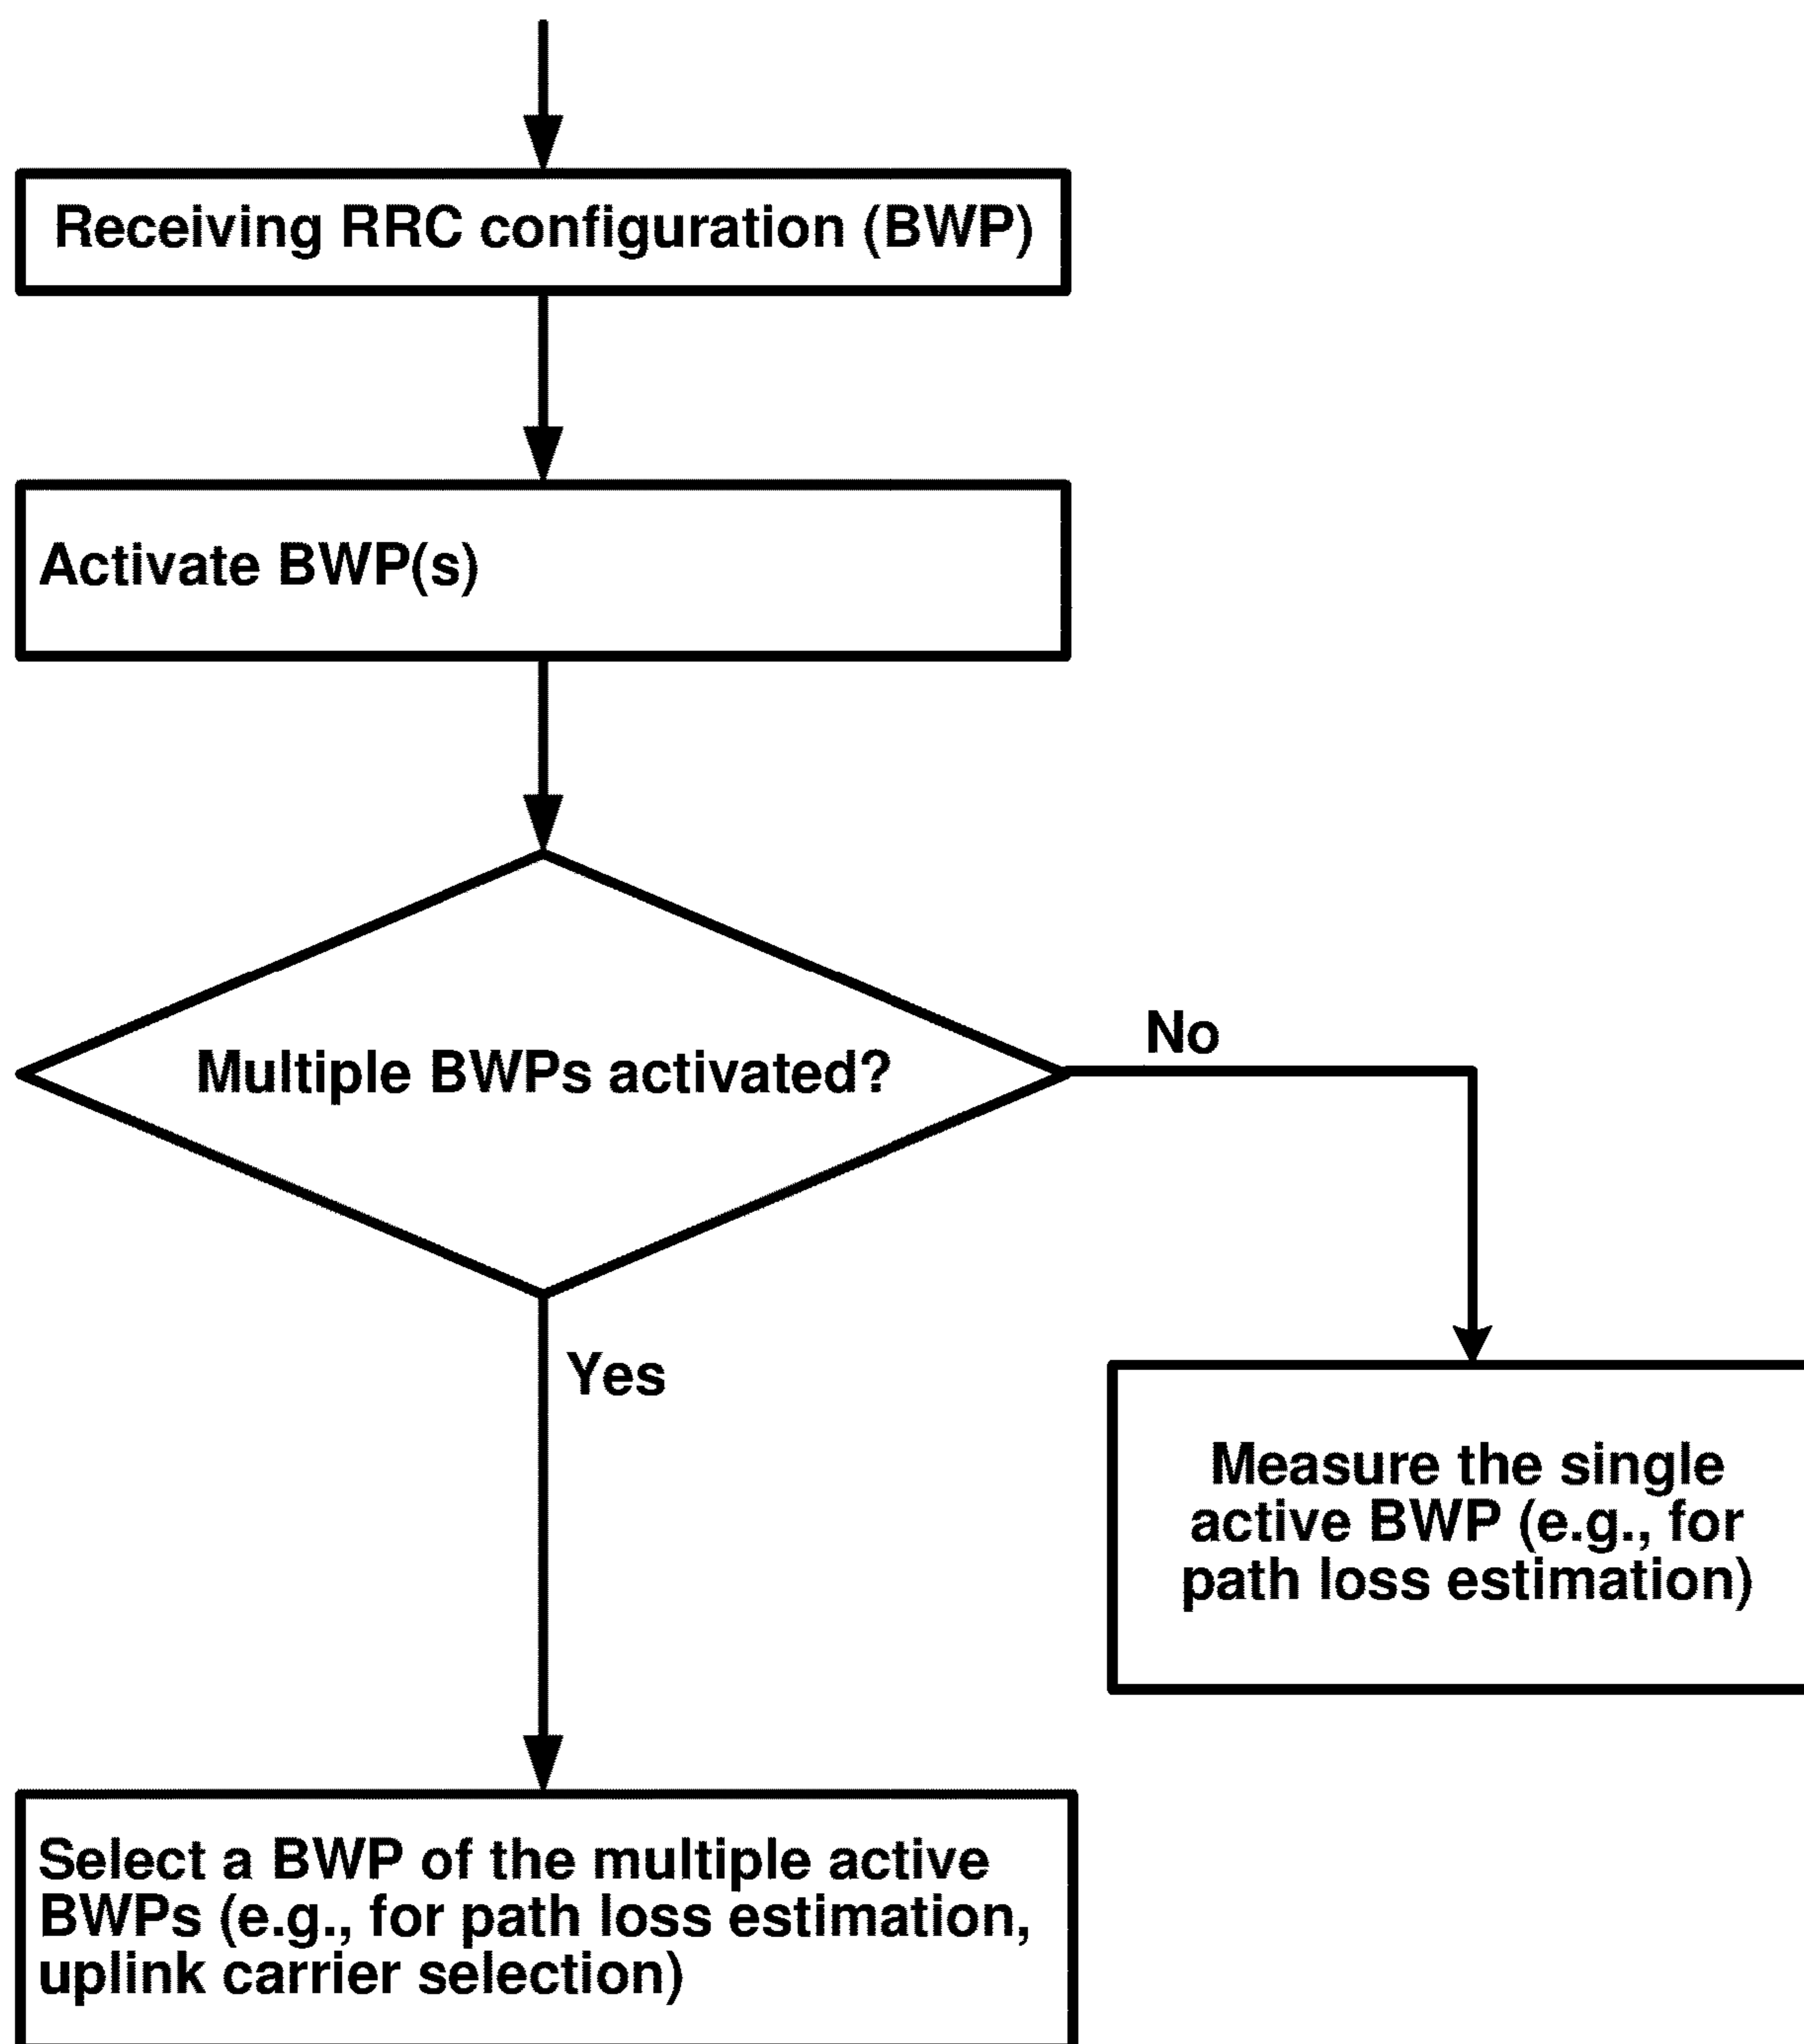 Receiving RRC configuration (BWP)
Activate BWP(s)
Multiple BWPs activated?
No
Yes
Measure the single
active BWP (e.g., for
path loss estimation)
Select a BWP of the multiple active
BWPs (e.g., for path loss estimation,
uplink carrier selection)